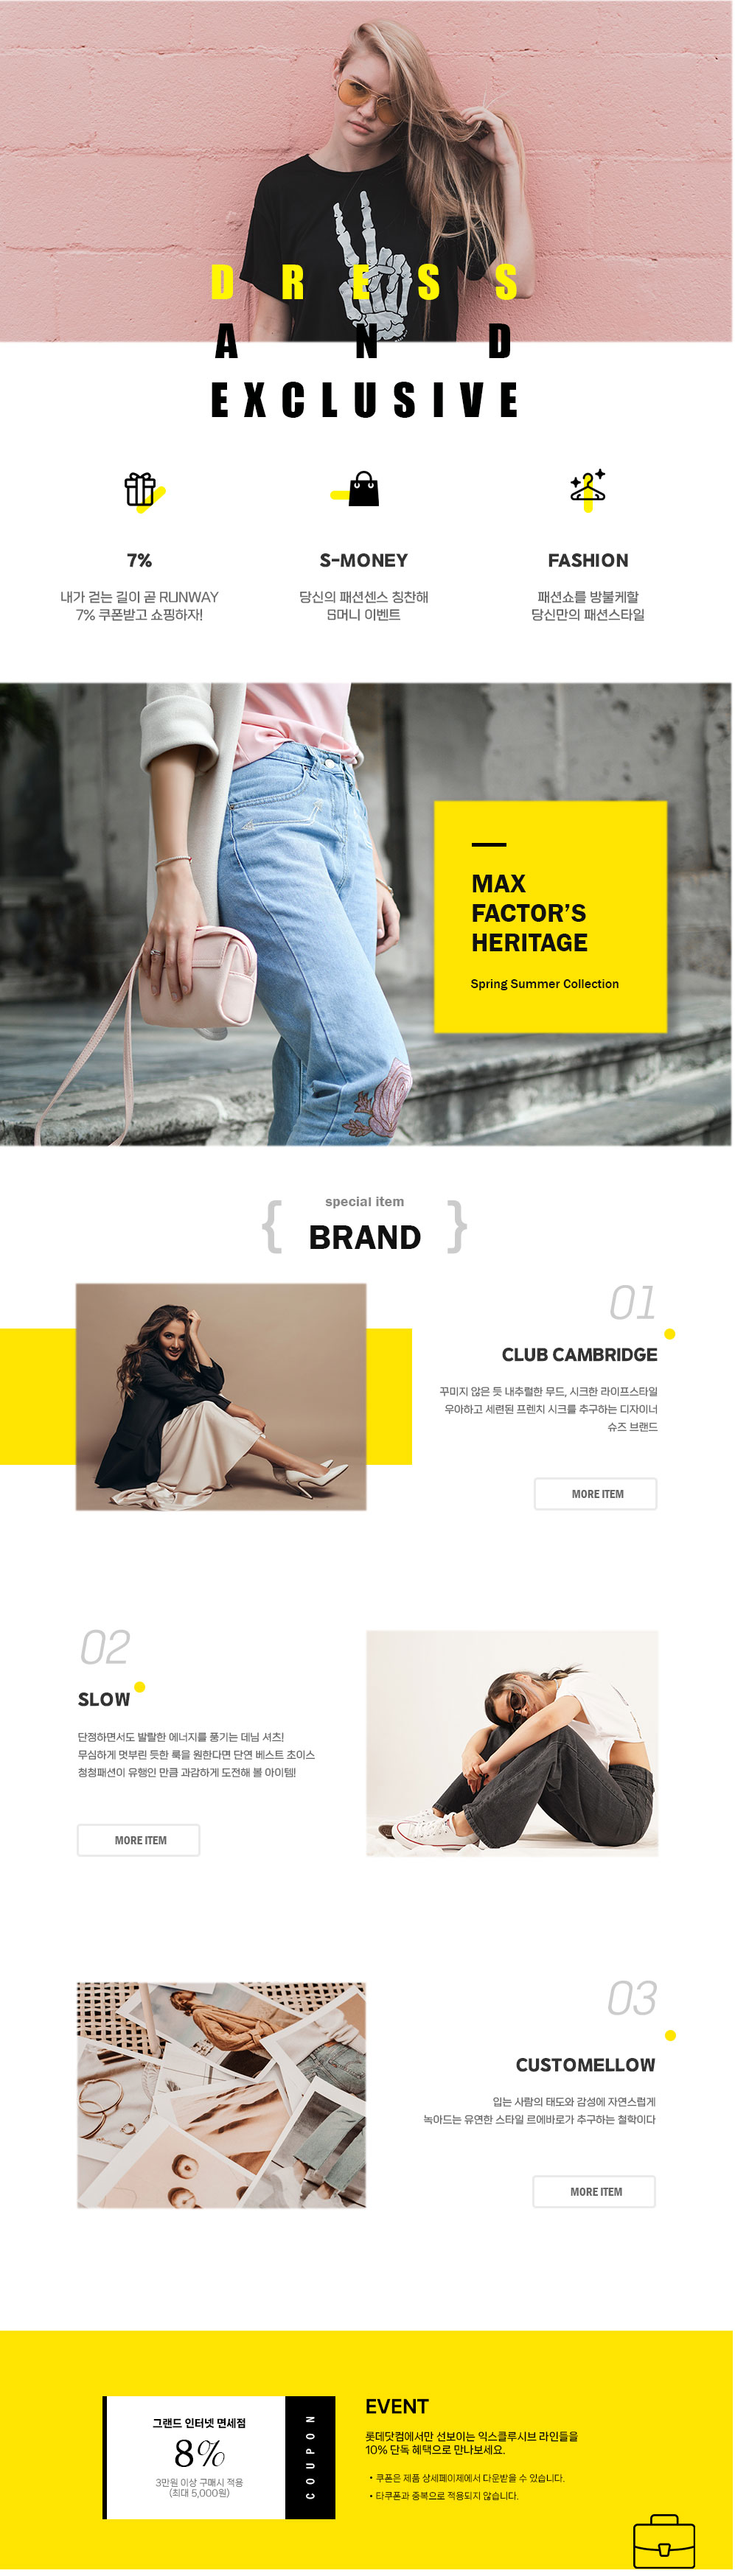 DRESS
AND
EXCLUSIVE
7%
내가 걷는 길이 곧 RUNWAY
7% 쿠폰받고 쇼핑하자!
S-MONEY
당신의 패션센스 칭찬해
S머니 이벤트
FASHION
패션쇼를 방불케할
당신만의 패션스타일
MAX
FACTOR'S
HERITAGE
Spring Summer Collection
special item
{ BRAND }
01
CLUB CAMBRIDGE
꾸미지 않은 듯 내추럴한 무드, 시크한 라이프스타일
우아하고 세련된 프렌치 시크를 추구하는 디자이너
슈즈 브랜드
MORE ITEM
02
SLOW
단정하면서도 발랄한 에너지를 풍기는 데님 셔츠!
무심하게 멋부린 듯한 룩을 원한다면 단연 베스트 초이스
청청패션이 유행인 만큼 과감하게 도전해 볼 아이템!
MORE ITEM
03
CUSTOMELLOW
입는 사람의 태도와 감성에 자연스럽게
녹아드는 유연한 스타일 르에바로가 추구하는 철학이다
MORE ITEM
그랜드 인터넷 면세점
8%
3만원 이상 구매시 적용
(최대 5,000원)
COUPON
EVENT
롯데닷컴에서만 선보이는 익스클루시브 라인들을
10% 단독 혜택으로 만나보세요.
• 쿠폰은 제품 상세페이제에서 다운받을 수 있습니다.
• 타쿠폰과 중복으로 적용되지 않습니다.